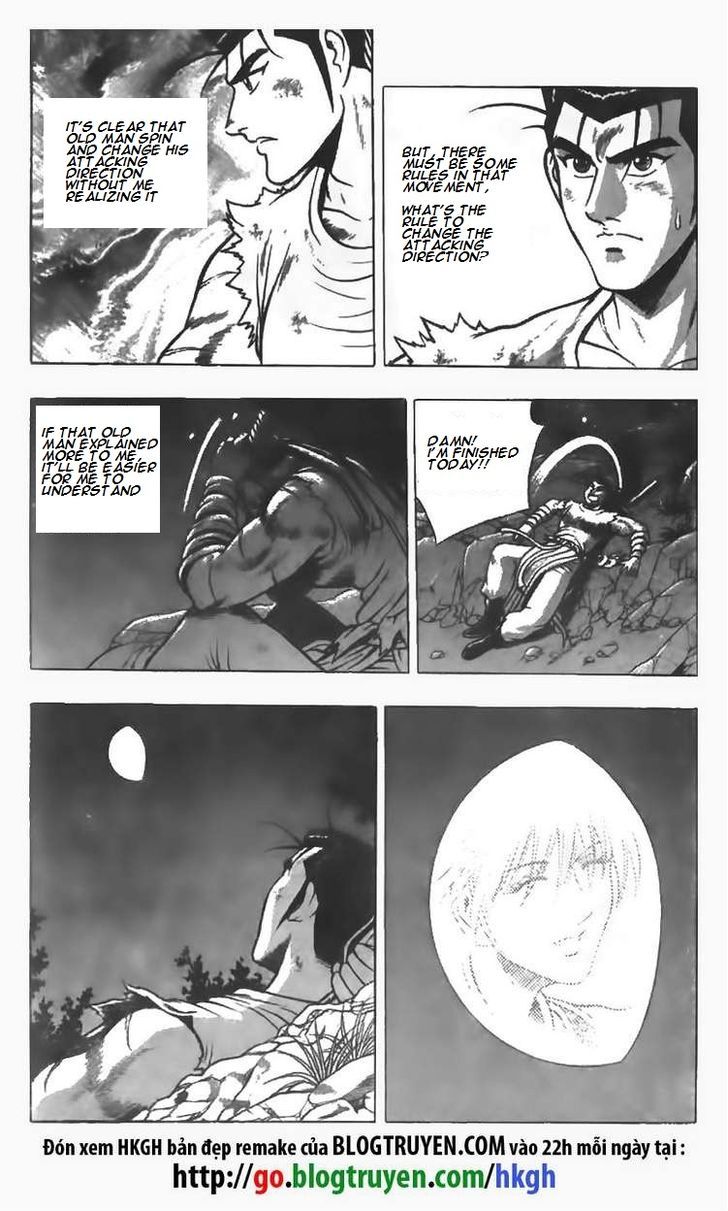 IT'S CLEAR THAT
OLD MAN SPIN
AND CHANGE HIS
ATTACKING
DIRECTION
WITHOUT ME
REALIZING IT
BUT, THERE
MUST BE SOME
RULES IN THAT
MOVEMENT,
WHAT'S THE
RULE TO
CHANGE THE
ATTACKING
DIRECTION?
IF THAT OLD
MAN EXPLAINED
MORE TO ME,
IT'LL BE EASIER
FOR ME TO
UNDERSTAND
DAMN!
I'M FINISHED
TODAY!!
Đón xem HKGH bản đẹp remake của BLOGTRUYEN.COM vào 22h mỗi ngày tại :
http://go.blogtruyen.com/hkgh